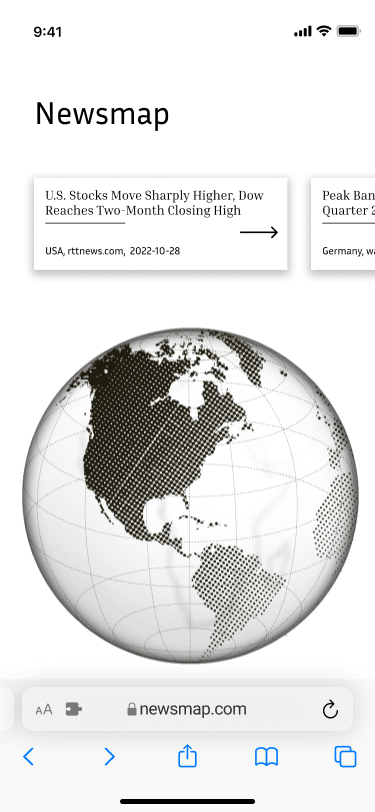 9:41
Newsmap
U.S. Stocks Move Sharply Higher, Dow
Reaches Two-Month Closing High
USA, rttnews.com, 2022-10-28
Peak Ban
Quarter 2
Germany, wa
AA
newsmap.com